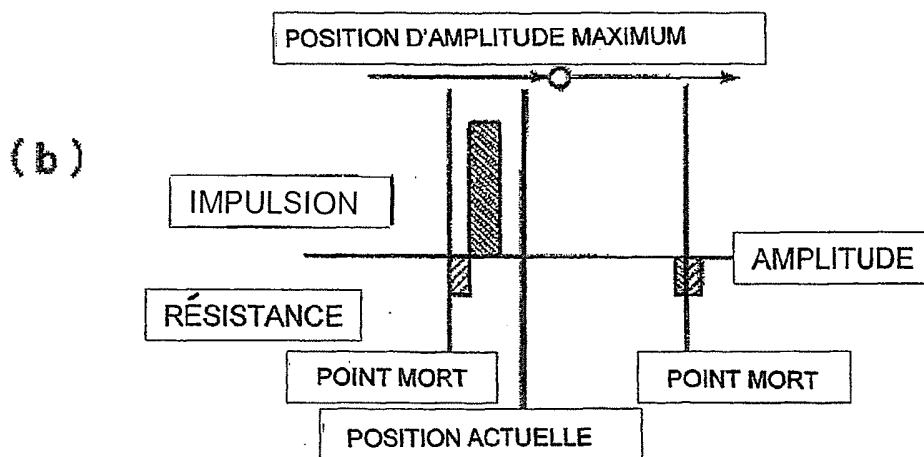 POSITION D'AMPLITUDE MAXIMUM
(b)
IMPULSION
AMPLITUDE
RÉSISTANCE
POINT MORT
POINT MORT
POSITION ACTUELLE